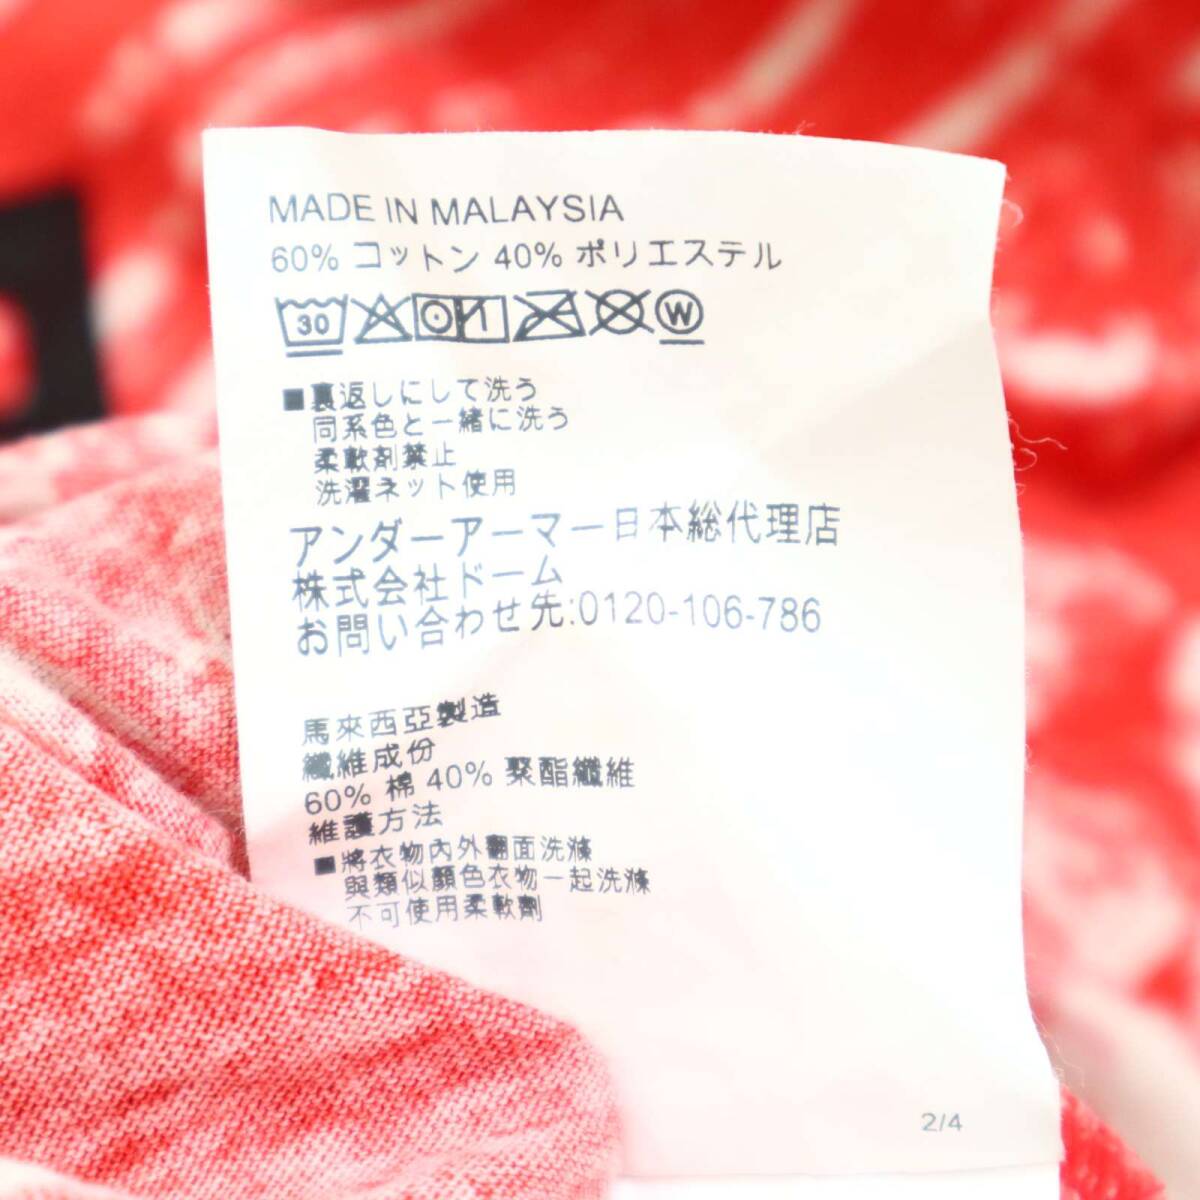 MADE IN MALAYSIA
60% コットン 40% ポリエステル
30 W
■裏返しにして洗う
同系色と一緒に洗う
柔軟剤禁止
洗濯ネット使用
アンダーアーマー日本総代理店
株式会社ドーム
お問い合わせ先:0120-106-786
馬來西亞製造
纖維成份
60% 棉 40% 聚酯纖維
維護方法
■將衣物內外翻面洗滌
與類似顏色衣物一起洗滌
不可使用柔軟劑
2/4